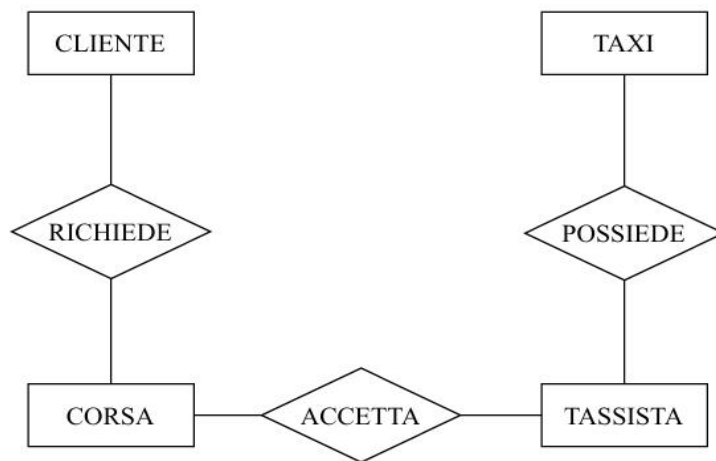 CLIENTE
TAXI
RICHIEDE
POSSIEDE
CORSA
ACCETTA
TASSISTA